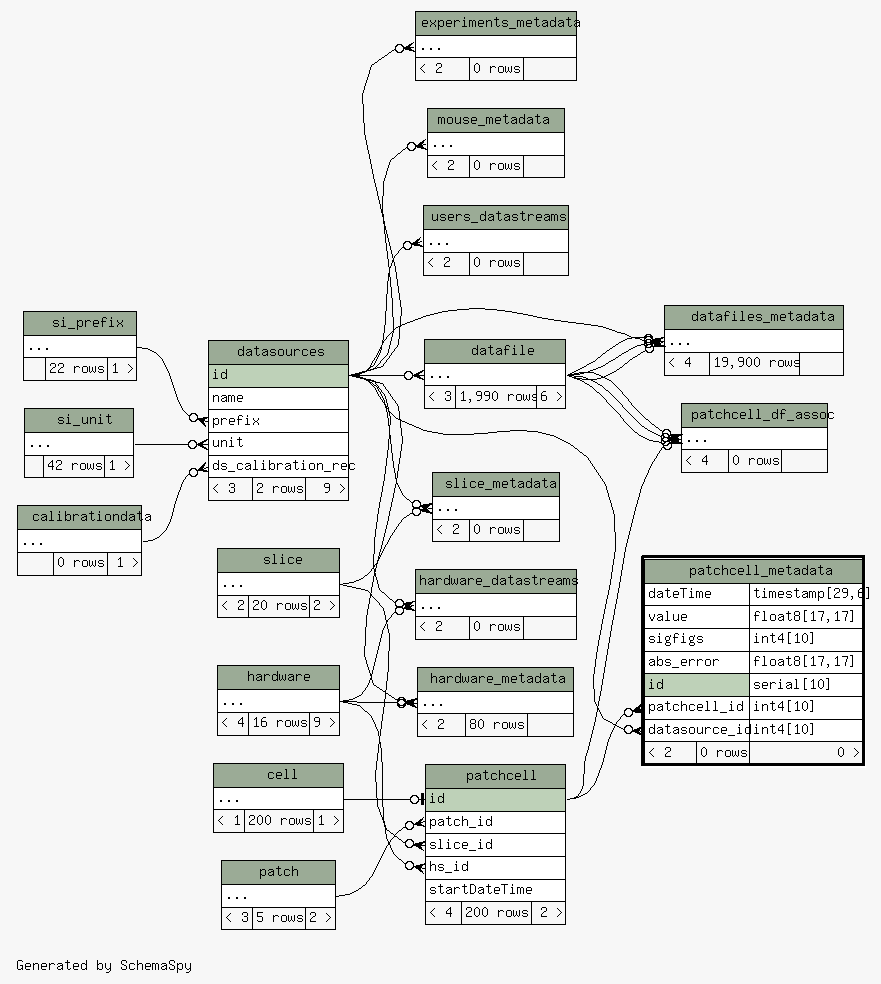 experiments_metadata
...
< 2 0 rows
mouse_metadata
...
< 2 0 rows
users_datastreams
...
< 2 0 rows
si_prefix
...
22 rows 1 >
datasources
id
name
prefix
unit
ds_calibration_rec
< 3 2 rows 9 >
datafile
...
< 3 1,990 rows 6 >
datafiles_metadata
...
< 4 19,900 rows
si_unit
...
42 rows 1 >
patchcell_df_assoc
...
< 4 0 rows
calibrationdata
...
0 rows 1 >
slice_metadata
...
< 2 0 rows
slice
...
< 2 20 rows 2 >
hardware_datastreams
...
< 2 0 rows
patchcell_metadata
dateTime timestamp[29,6]
value float8[17,17]
sigfigs int4[10]
abs_error float8[17,17]
id serial[10]
patchcell_id int4[10]
datasource_id int4[10]
< 2 0 rows 0 >
hardware
...
< 4 16 rows 9 >
hardware_metadata
...
< 2 80 rows
cell
...
< 1 200 rows 1 >
patchcell
id
patch_id
slice_id
hs_id
startDateTime
< 4 200 rows 2 >
patch
...
< 3 5 rows 2 >
Generated by SchemaSpy